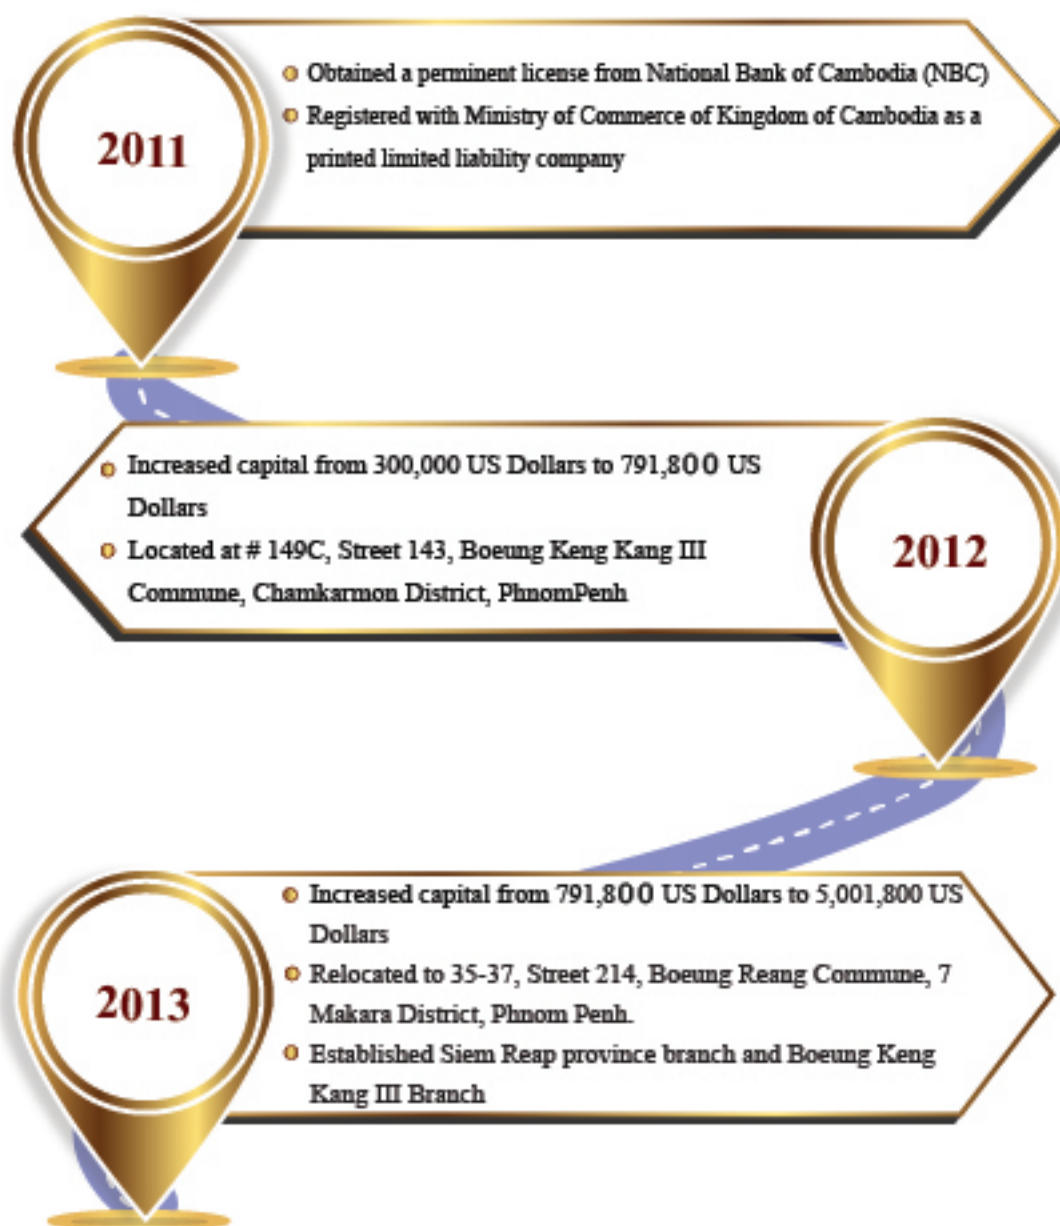 2011
Obtained a perminent license from National Bank of Cambodia (NBC)
Registered with Ministry of Commerce of Kingdom of Cambodia as a
printed limited liability company
Increased capital from 300,000 US Dollars to 791,800 US
Dollars
Located at # 149C, Street 143, Boeung Keng Kang III
Commune, Chamkarmon District, PhnomPenh
2012
2013
Increased capital from 791,800 US Dollars to 5,001,800 US
Dollars
Relocated to 35-37, Street 214, Boeung Reang Commune, 7
Makara District, Phnom Penh.
Established Siem Reap province branch and Boeung Keng
Kang III Branch